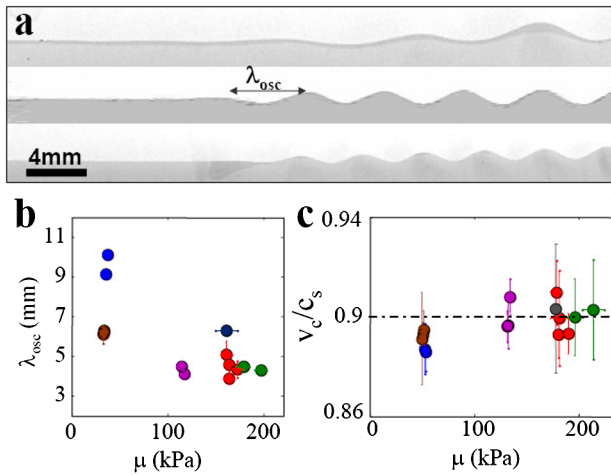 a
λosc
4mm
b
11
9
7
5
3
λosc (mm)
0 100 200
μ (kPa)
c
0.94
0.9
0.86
vc/cs
0 100 200
μ (kPa)